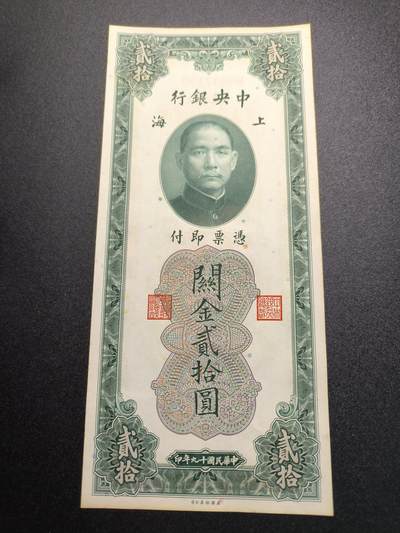 貳拾
貳拾
中央銀行
上海
憑票即付
關金貳拾圓
貳拾
貳拾
中華民國十九年印